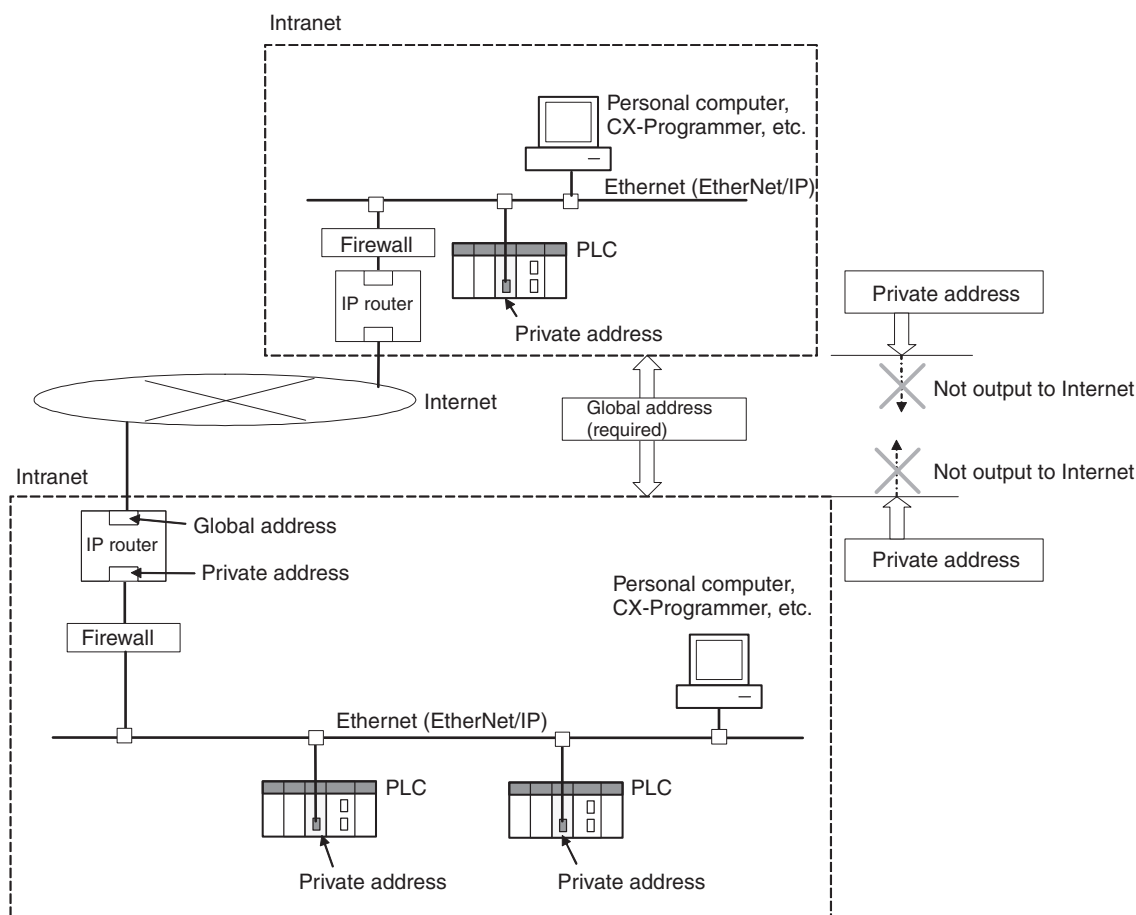 Intranet
Personal computer,
CX-Programmer, etc.
Ethernet (EtherNet/IP)
Firewall
PLC
IP router
Private address
Private address
Not output to Internet
Internet
Global address
(required)
Not output to Internet
Private address
Intranet
Global address
IP router
Private address
Personal computer,
CX-Programmer, etc.
Firewall
Ethernet (EtherNet/IP)
PLC
PLC
Private address
Private address